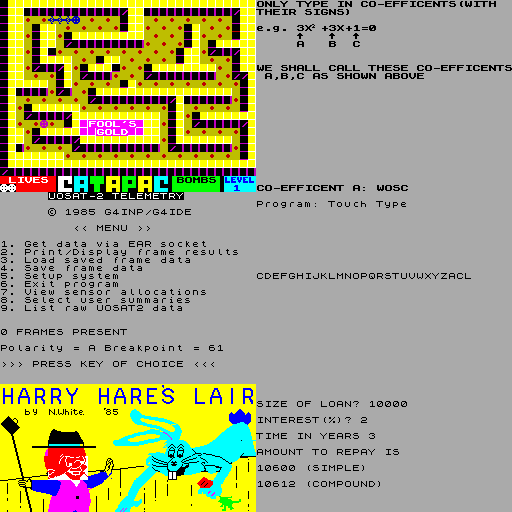 FOOL'S
GOLD
LIVES
CATAPAC
BOMBS
LEVEL
1
UOSAT-2 TELEMETRY
© 1985 G4INP/G4IDE
<< MENU >>
1. Get data via EAR socket
2. Print/Display frame results
3. Load saved frame data
4. Save frame data
5. Setup system
6. Exit program
7. View sensor allocations
8. Select user summaries
9. List raw UOSAT2 data
0 FRAMES PRESENT
Polarity = A Breakpoint = 61
>>> PRESS KEY OF CHOICE <<<
HARRY HARE'S LAIR
by N.White. '85
ONLY TYPE IN CO-EFFICENTS(WITH
THEIR SIGNS)
e.g. 3X² +3X+1=0
A B C
WE SHALL CALL THESE CO-EFFICENTS
A,B,C AS SHOWN ABOVE
CO-EFFICENT A: WOSC
Program: Touch Type
CDEFGHIJKLMNOPQRSTUVWXYZACL
SIZE OF LOAN? 10000
INTEREST(%)? 2
TIME IN YEARS 3
AMOUNT TO REPAY IS
10600 (SIMPLE)
10612 (COMPOUND)